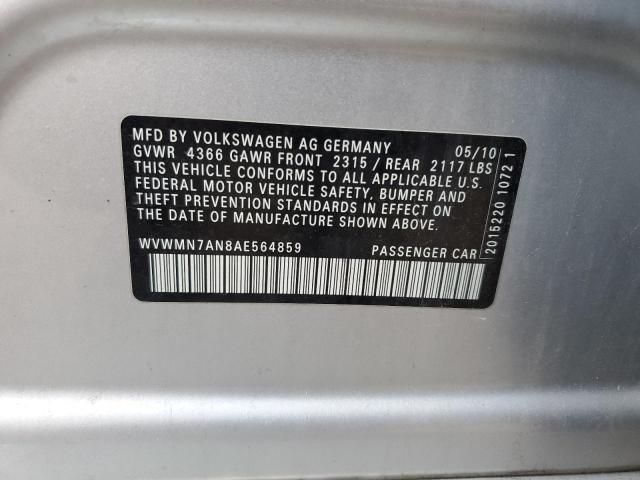 MFD BY VOLKSWAGEN AG GERMANY 05/10
GVWR 4366 GAWR FRONT 2315 / REAR 2117 LBS
THIS VEHICLE CONFORMS TO ALL APPLICABLE U.S.
FEDERAL MOTOR VEHICLE SAFETY, BUMPER AND
THEFT PREVENTION STANDARDS IN EFFECT ON
THE DATE OF MANUFACTURE SHOWN ABOVE.
WVWMN7AN8AE564859 PASSENGER CAR
2015220 1072 1